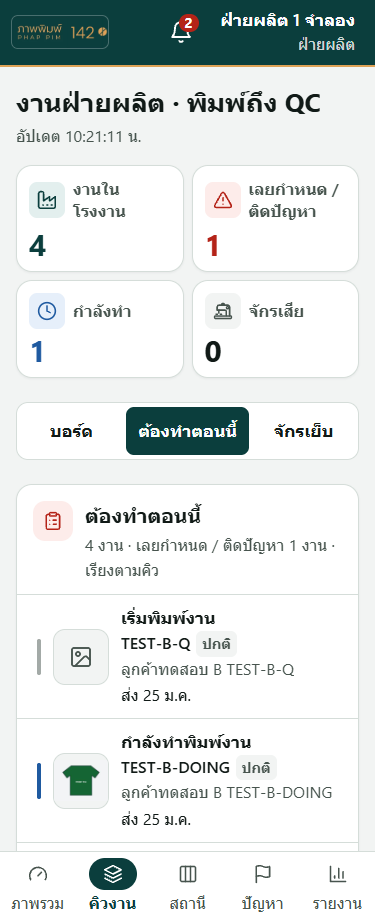 ภาพพิมพ์
PHAP PIM
142
2
ฝ่ายผลิต 1 จำลอง
ฝ่ายผลิต
งานฝ่ายผลิต · พิมพ์ถึง QC
อัปเดต 10:21:11 น.
งานใน
โรงงาน
4
เลยกำหนด /
ติดปัญหา
1
กำลังทำ
1
จักรเสีย
0
บอร์ด
ต้องทำตอนนี้
จักรเย็บ
ต้องทำตอนนี้
4 งาน · เลยกำหนด / ติดปัญหา 1 งาน ·
เรียงตามคิว
เริ่มพิมพ์งาน
TEST-B-Q ปกติ
ลูกค้าทดสอบ B TEST-B-Q
ส่ง 25 ม.ค.
กำลังทำพิมพ์งาน
TEST-B-DOING ปกติ
ลูกค้าทดสอบ B TEST-B-DOING
ส่ง 25 ม.ค.
ภาพรวม
คิวงาน
สถานี
ปัญหา
รายงาน